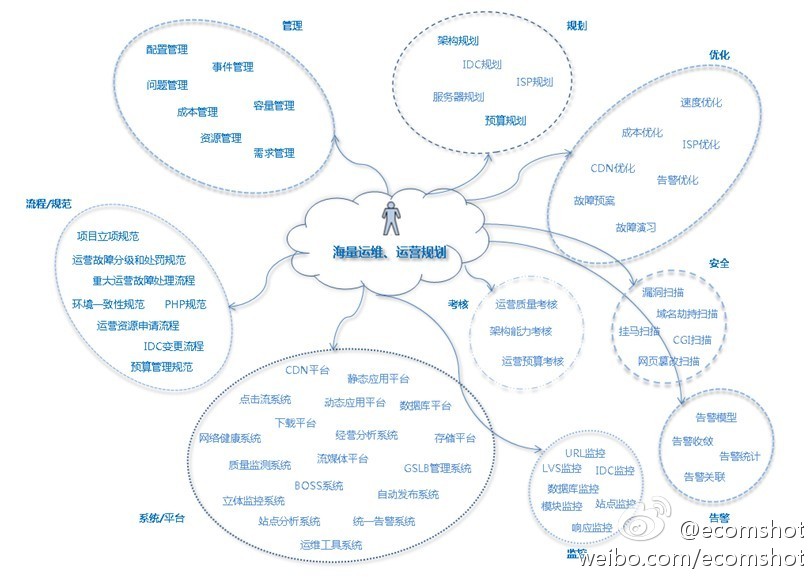 管理
配置管理
事件管理
问题管理
成本管理
容量管理
资源管理
需求管理
规划
架构规划
IDC规划
ISP规划
服务器规划
预算规划
优化
速度优化
成本优化
ISP优化
CDN优化
告警优化
故障预案
故障演习
海量运维、运营规划
流程/规范
项目立项规范
运营故障分级和处罚规范
重大运营故障处理流程
环境一致性规范 PHP规范
运营资源申请流程
IDC变更流程
预算管理规范
考核
运营质量考核
架构能力考核
运营预算考核
安全
漏洞扫描
域名劫持扫描
挂马扫描
CGI扫描
网页篡改扫描
告警模型
告警收敛
告警统计
告警关联
告警
系统/平台
CDN平台
静态应用平台
点击流系统
动态应用平台
数据库平台
下载平台
网络健康系统
经营分析系统
存储平台
质量监测系统
流媒体平台
GSLB管理系统
BOSS系统
立体监控系统
自动发布系统
站点分析系统
统一告警系统
运维工具系统
URL监控
LVS监控
IDC监控
数据库监控
模块监控
站点监控
响应监控
监控
@ecomshot
weibo.com/ecomshot